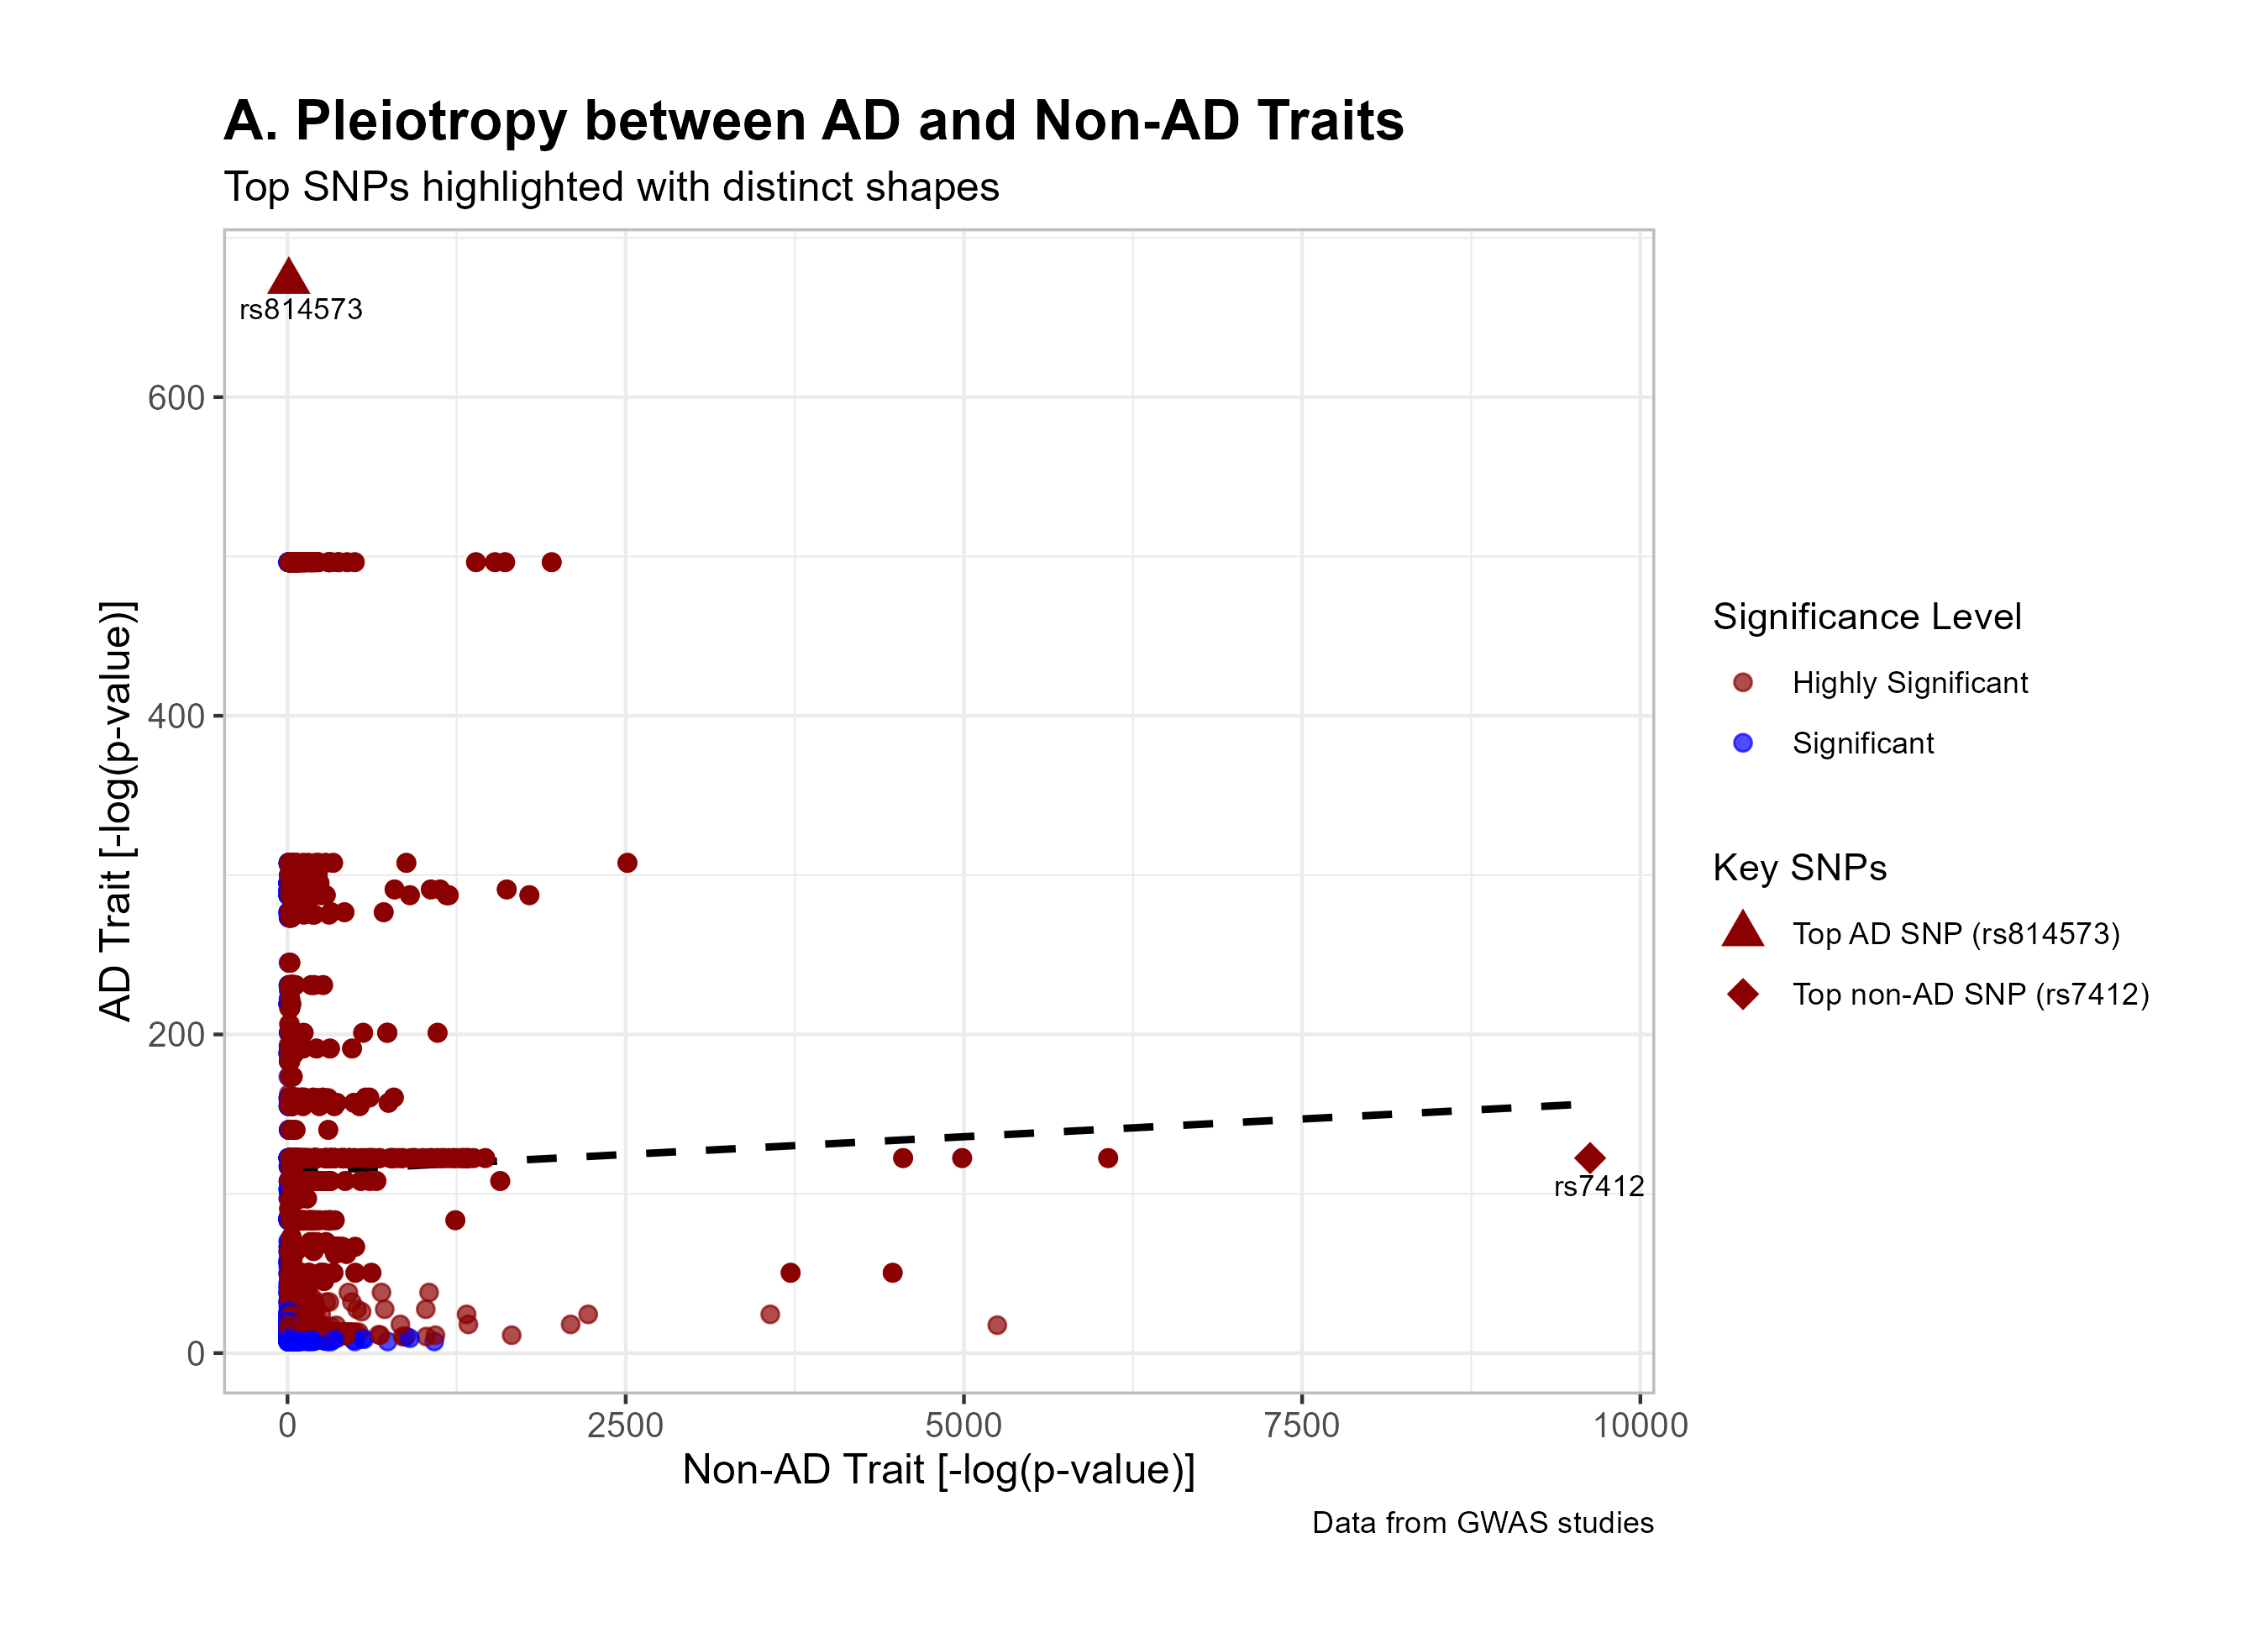 A. Pleiotropy between AD and Non-AD Traits
Top SNPs highlighted with distinct shapes
rs814573
600
400
200
0
AD Trait [-log(p-value)]
rs7412
0
2500
5000
7500
10000
Non-AD Trait [-log(p-value)]
Data from GWAS studies
Significance Level
Highly Significant
Significant
Key SNPs
Top AD SNP (rs814573)
Top non-AD SNP (rs7412)